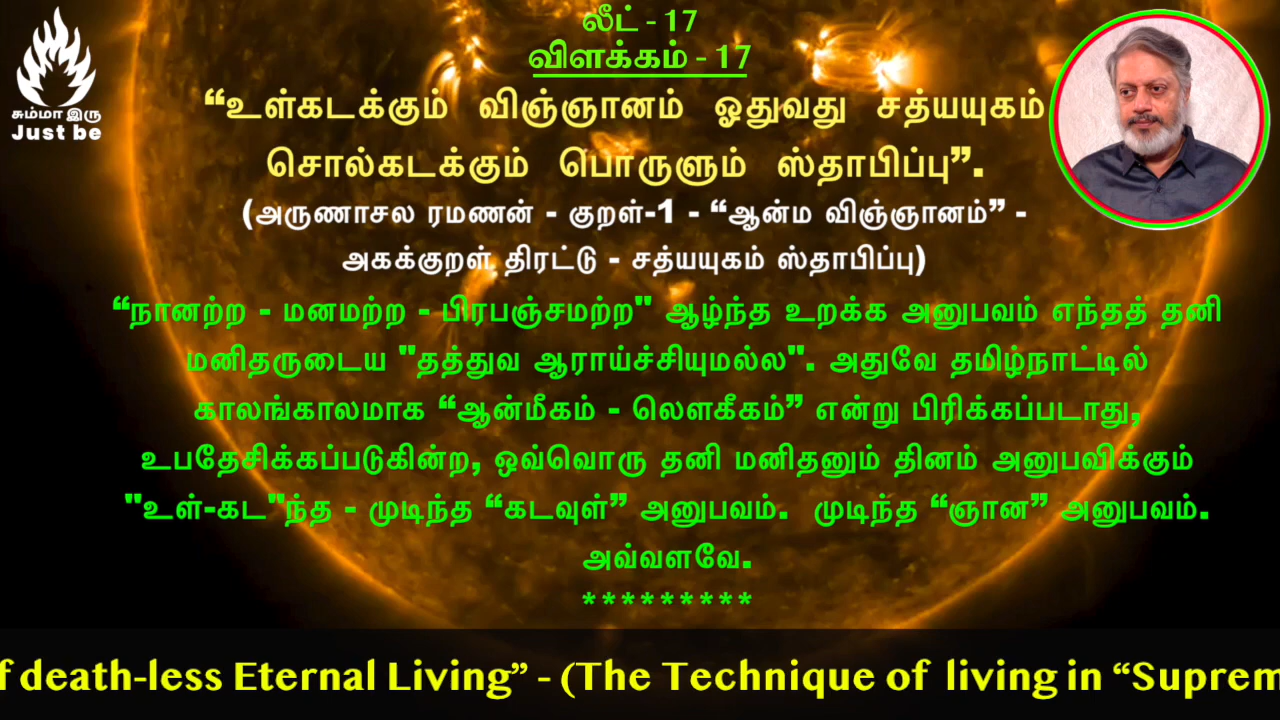 லீட் - 17
விளக்கம் - 17
சும்மா இரு
Just be
“உள்கடக்கும் விஞ்ஞானம் ஓதுவது சத்யயுகம்
சொல்கடக்கும் பொருளும் ஸ்தாபிப்பு”.
(அருணாசல ரமணன் - குறள்-1 - “ஆன்ம விஞ்ஞானம்” -
அகக்குறள் திரட்டு - சத்யயுகம் ஸ்தாபிப்பு)
“நானற்ற - மனமற்ற - பிரபஞ்சமற்ற" ஆழ்ந்த உறக்க அனுபவம் எந்தத் தனி
மனிதருடைய "தத்துவ ஆராய்ச்சியுமல்ல". அதுவே தமிழ்நாட்டில்
காலங்காலமாக “ஆன்மீகம் - லௌகீகம்” என்று பிரிக்கப்படாது,
உபதேசிக்கப்படுகின்ற, ஒவ்வொரு தனி மனிதனும் தினம் அனுபவிக்கும்
"உள்-கட"ந்த - முடிந்த “கடவுள்” அனுபவம். முடிந்த “ஞான” அனுபவம்.
அவ்வளவே.
*********
f death-less Eternal Living” - (The Technique of living in “Suprem